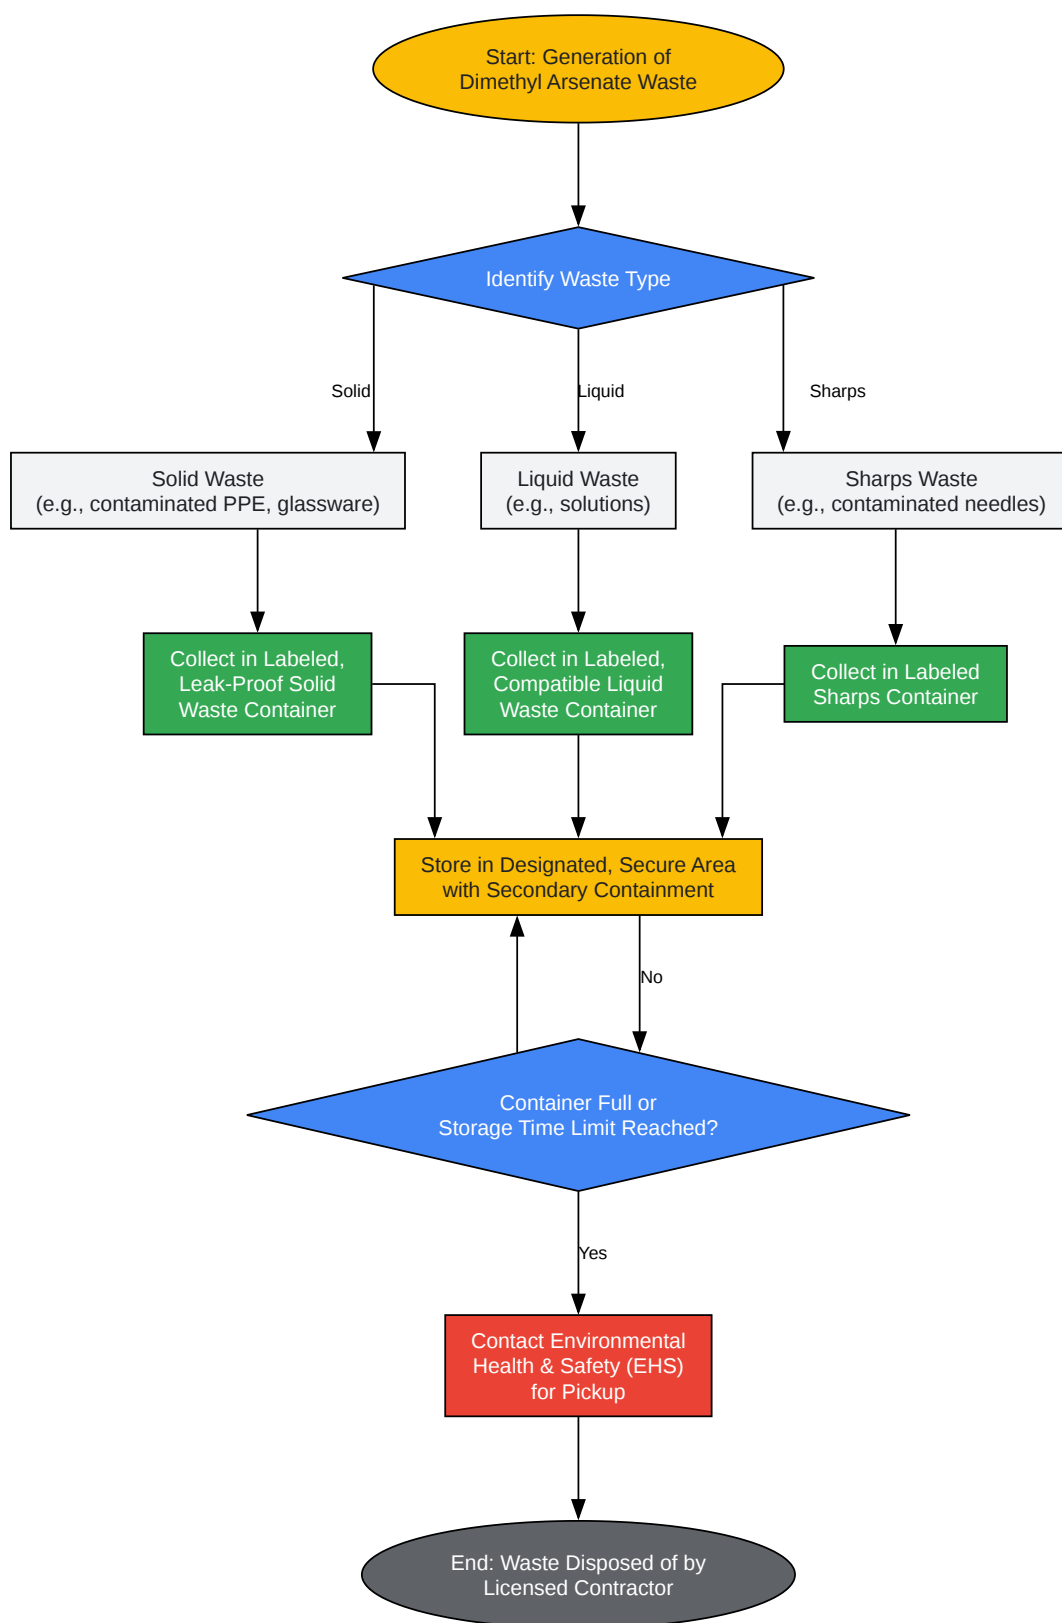 Start: Generation of
Dimethyl Arsenate Waste
Identify Waste Type
Solid
Liquid
Sharps
Solid Waste
(e.g., contaminated PPE, glassware)
Liquid Waste
(e.g., solutions)
Sharps Waste
(e.g., contaminated needles)
Collect in Labeled,
Leak-Proof Solid
Waste Container
Collect in Labeled,
Compatible Liquid
Waste Container
Collect in Labeled
Sharps Container
Store in Designated, Secure Area
with Secondary Containment
No
Container Full or
Storage Time Limit Reached?
Yes
Contact Environmental
Health & Safety (EHS)
for Pickup
End: Waste Disposed of by
Licensed Contractor